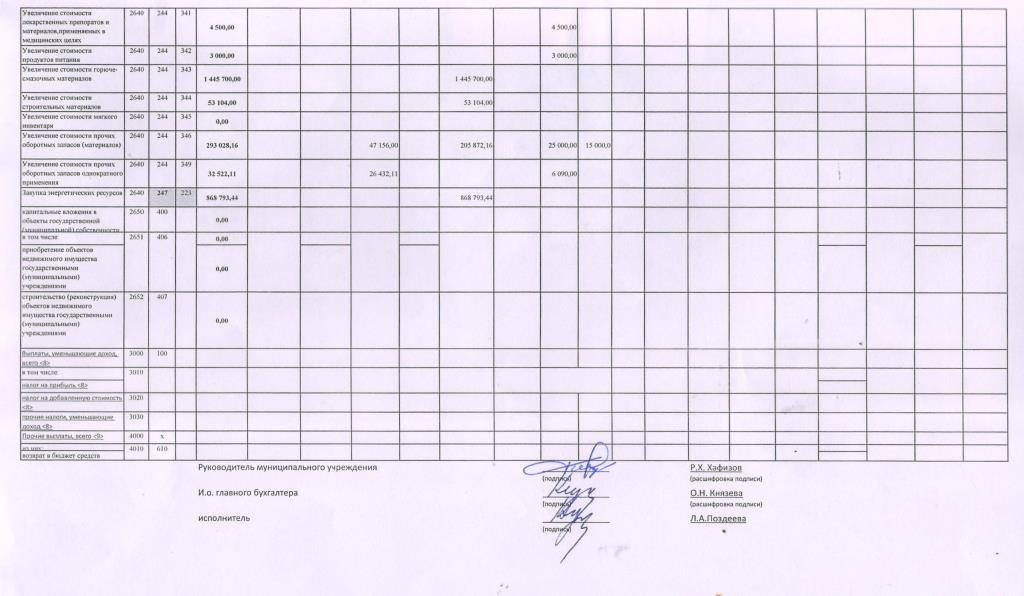 Увеличение стоимости 2640 244 341
лекарственных препоратов и
материалов,применяемых в 4 500,00 4 500,00
медицинских целях
Увеличение стоимости 2640 244 342
продуктов питания 3 000,00 3 000,00
Увеличение стоимости горюче- 2640 244 343
смазочных материалов 1 445 700,00 1 445 700,00
Увеличение стоимости 2640 244 344
строительных материалов 53 104,00 53 104,00
Увеличение стоимости мягкого 2640 244 345
инвентаря 0,00
Увеличение стоимости прочих 2640 244 346
оборотных запасов (материалов) 293 028,16 47 156,00 205 872,16 25 000,00 15 000,0
Увеличение стоимости прочих 2640 244 349
оборотных запасов однократного 32 522,11 26 432,11 6 090,00
применения
Закупка энергетических ресурсов 2640 247 223
868 793,44 868 793,44
капитальные вложения в 2650 400
объекты государственной 0,00
(муниципальной) собственности
в том числе: 2651 406 0,00
приобретение объектов
недвижимого имущества
государственными 0,00
(муниципальными)
учреждениями
строительство (реконструкция) 2652 407
объектов недвижимого
имущества государственными 0,00
(муниципальными)
учреждениями
Выплаты, уменьшающие доход, 3000 100
всего <8>
в том числе: 3010
налог на прибыль <8>
налог на добавленную стоимость 3020
<8>
прочие налоги, уменьшающие 3030
доход <8>
Прочие выплаты, всего <9> 4000 x
из них: 4010 610
возврат в бюджет средств
Руководитель муниципального учреждения Р.Х. Хафизов
(подпись) (расшифровка подписи)
И.о. главного бухгалтера О.Н. Князева
(подпись) (расшифровка подписи)
исполнитель Л.А.Поздеева
(подпись)